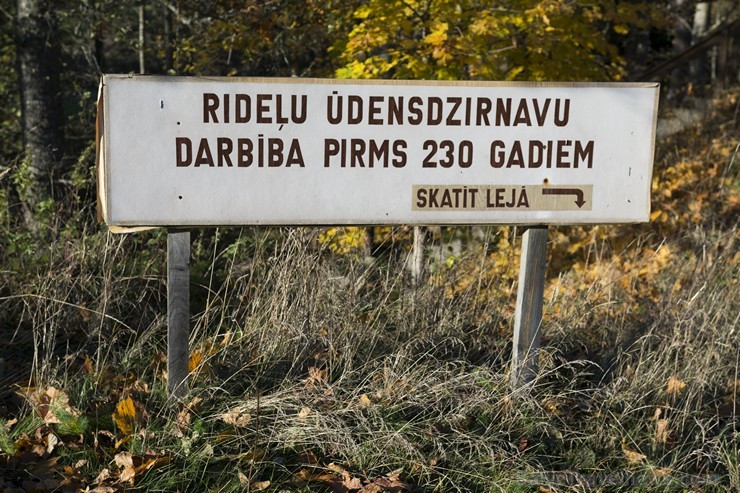 RIDEĻU ŪDENSDZIRNAVU
DARBĪBA PIRMS 230 GADIEM
SKATĪT LEJĀ